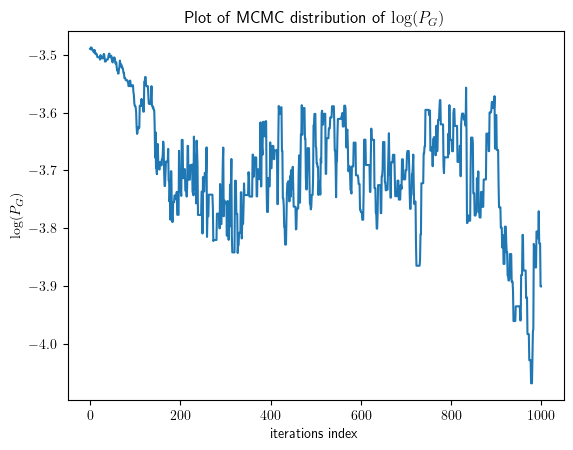 Plot of MCMC distribution of log(P_G)
−3.5
−3.6
−3.7
−3.8
−3.9
−4.0
log(P_G)
0 200 400 600 800 1000
iterations index